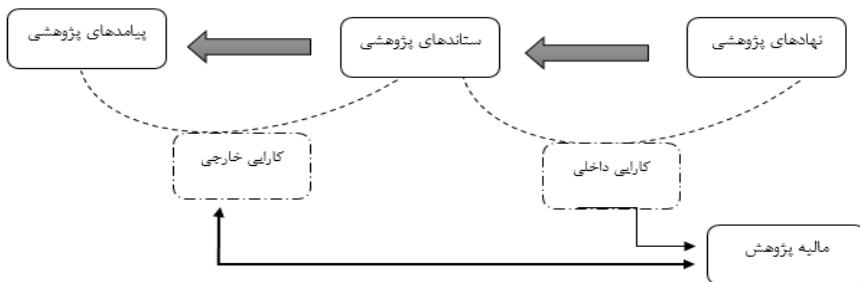 نهادهای پژوهشی
ستاندهای پژوهشی
پیامدهای پژوهشی
کارایی داخلی
کارایی خارجی
مالیه پژوهش